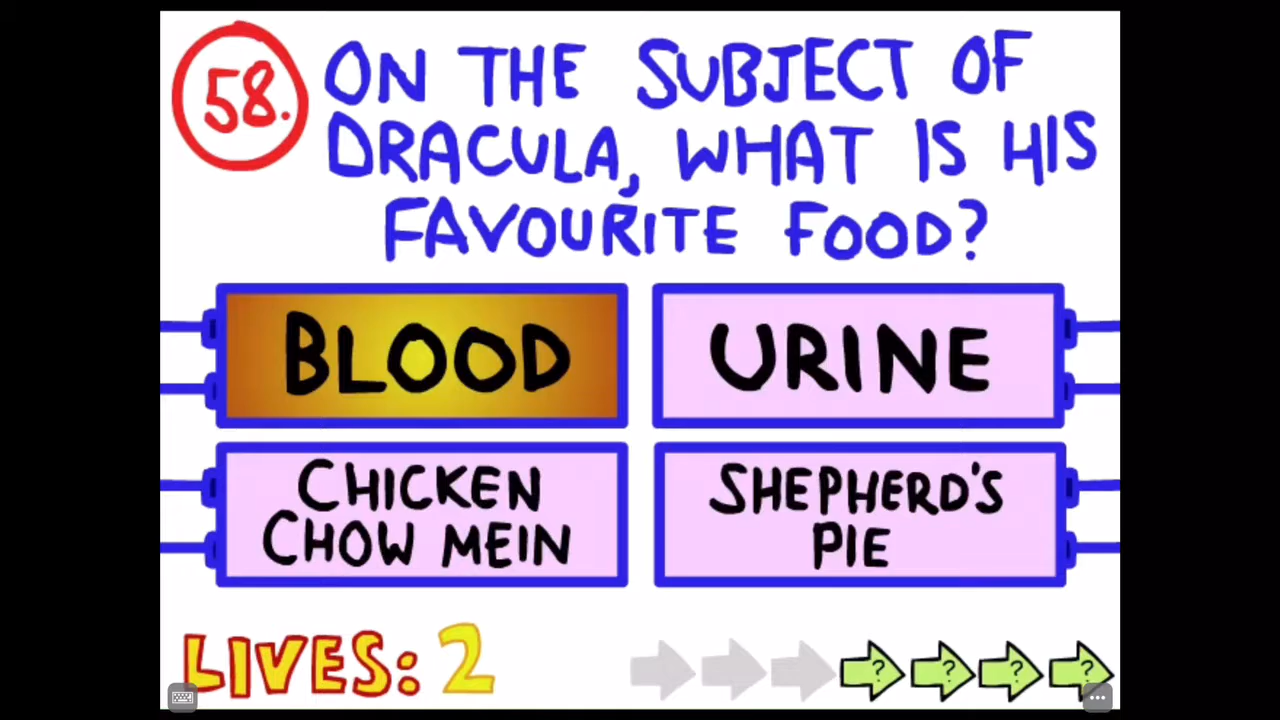 58.
ON THE SUBJECT OF
DRACULA, WHAT IS HIS
FAVOURITE FOOD?
BLOOD
URINE
CHICKEN
CHOW MEIN
SHEPHERD'S
PIE
LIVES: 2
? ? ? ?